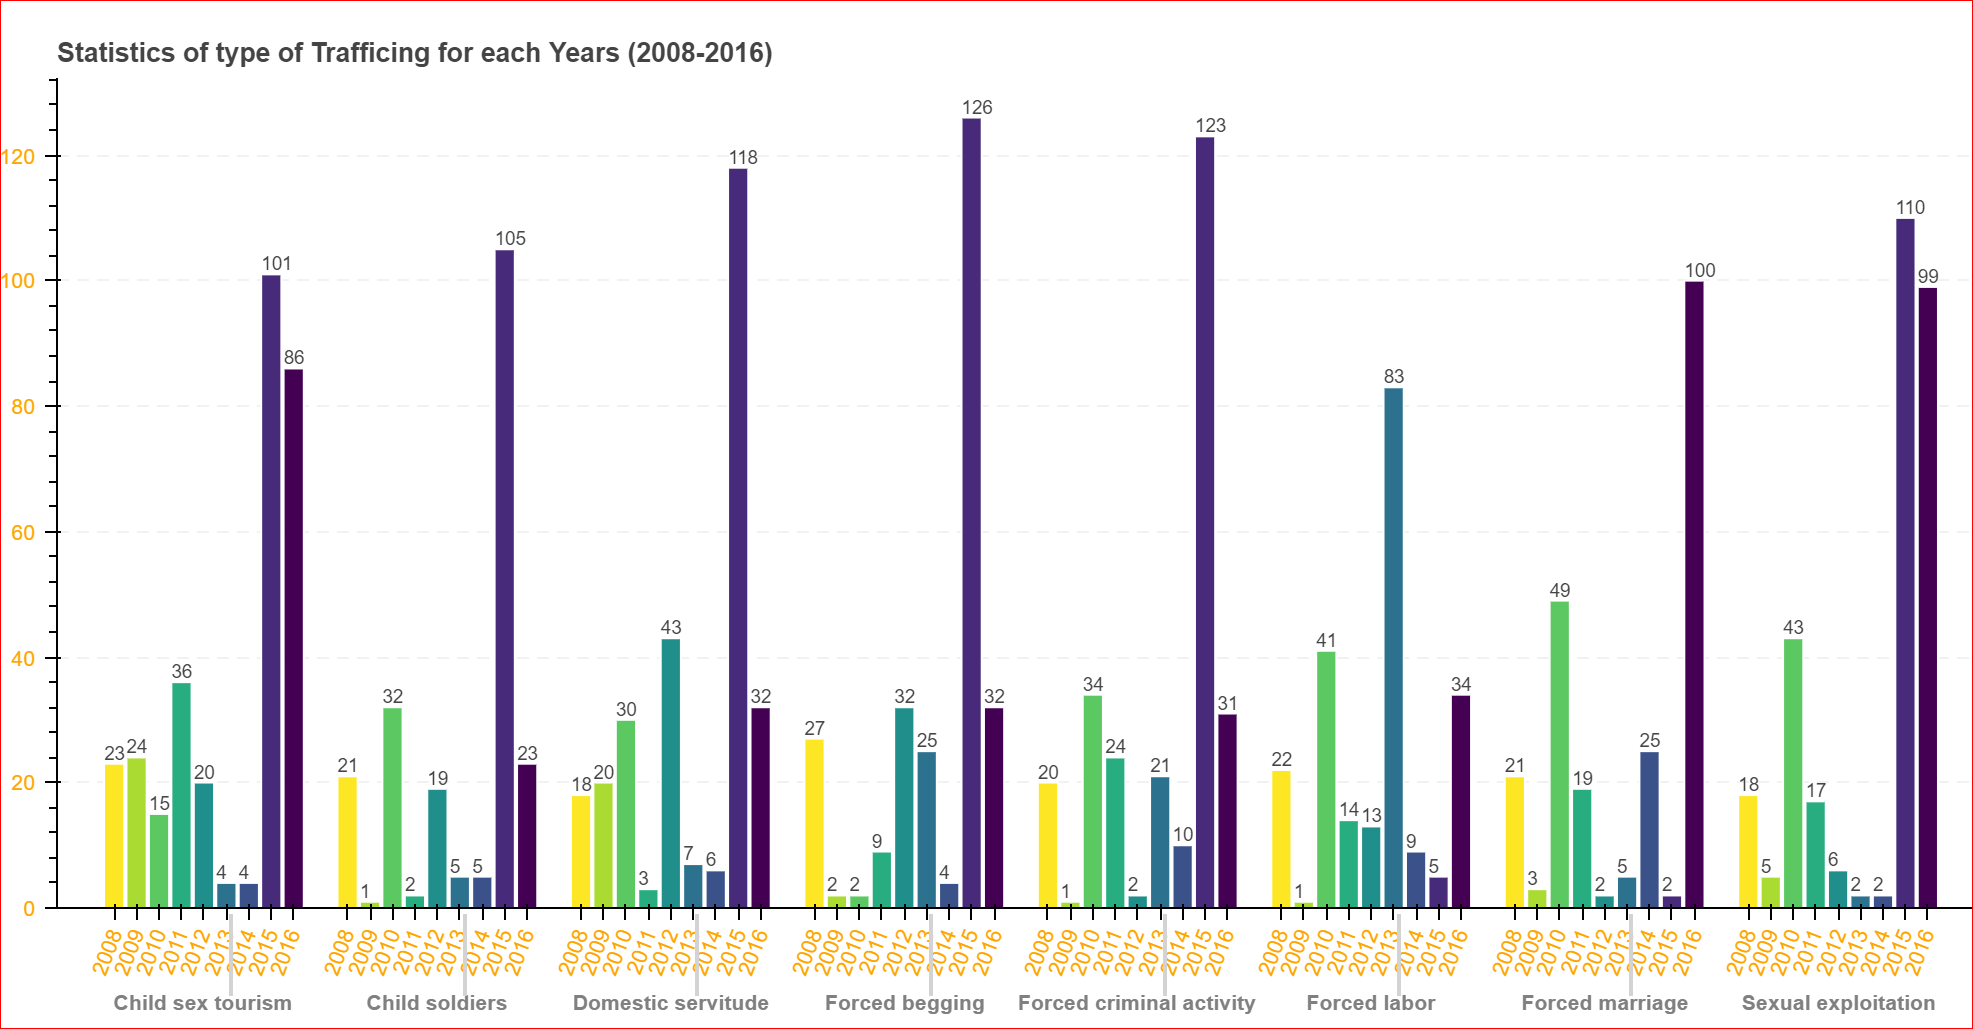 Statistics of type of Trafficing for each Years (2008-2016)
120
100
80
60
40
20
0
23 24 15 36 20 4 4 101 86
21 1 32 2 19 5 5 105 23
18 20 30 3 43 7 6 118 32
27 2 2 9 32 25 4 126 32
20 1 34 24 2 21 10 123 31
22 1 41 14 13 83 9 5 34
21 3 49 19 2 5 25 2 100
18 5 43 17 6 2 2 110 99
2008 2009 2010 2011 2012 2013 2014 2015 2016
2008 2009 2010 2011 2012 2013 2014 2015 2016
2008 2009 2010 2011 2012 2013 2014 2015 2016
2008 2009 2010 2011 2012 2013 2014 2015 2016
2008 2009 2010 2011 2012 2013 2014 2015 2016
2008 2009 2010 2011 2012 2013 2014 2015 2016
2008 2009 2010 2011 2012 2013 2014 2015 2016
2008 2009 2010 2011 2012 2013 2014 2015 2016
Child sex tourism
Child soldiers
Domestic servitude
Forced begging
Forced criminal activity
Forced labor
Forced marriage
Sexual exploitation